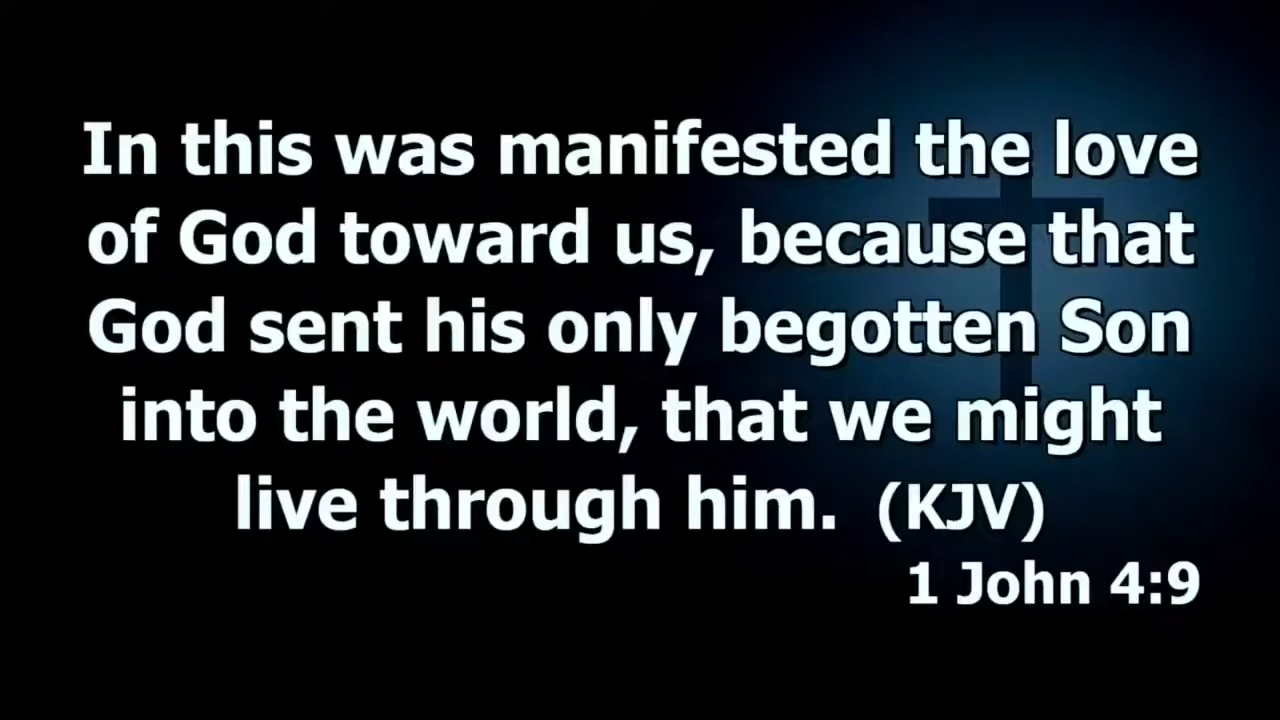 In this was manifested the love
of God toward us, because that
God sent his only begotten Son
into the world, that we might
live through him. (KJV)
1 John 4:9